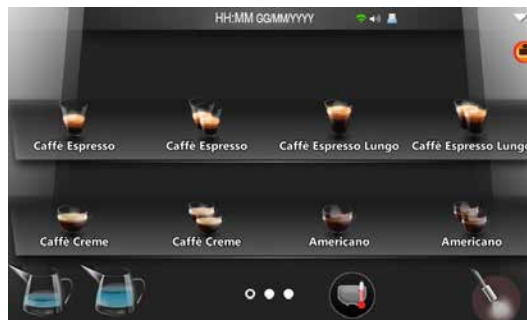 HH:MM GG/MM/YYYY
Caffè Espresso
Caffè Espresso
Caffè Espresso Lungo
Caffè Espresso Lungo
Caffè Creme
Caffè Creme
Americano
Americano